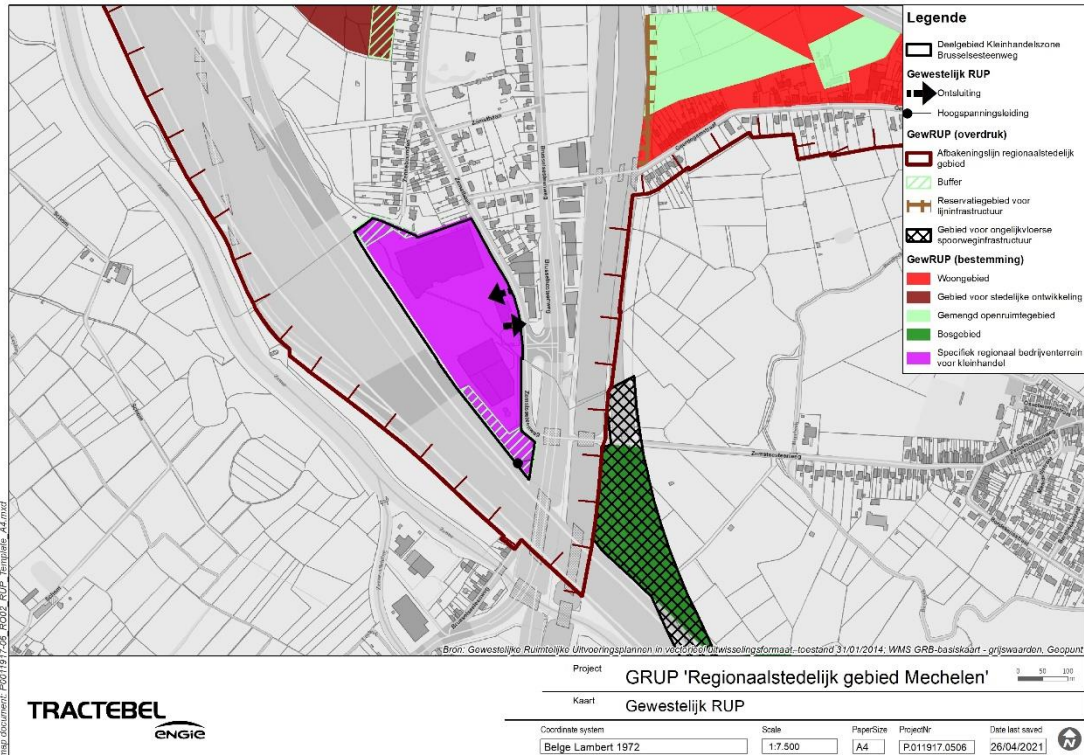 Legende
Deelgebied Kleinhandelszone
Brusselsesteenweg
Gewestelijk RUP
Ontsluiting
Hoogspanningsleiding
GewRUP (overdruk)
Afbakeningslijn regionaalstedelijk
gebied
Buffer
Reservatiegebied voor
lijninfrastructuur
Gebied voor ongelijkvloerse
spoorweginfrastructuur
GewRUP (bestemming)
Woongebied
Gebied voor stedelijke ontwikkeling
Gemengd openruimtegebied
Bosgebied
Specifiek regionaal bedrijventerrein
voor kleinhandel
Brusselsesteenweg
Zemstsesteenweg
Bron: Gewestelijke Ruimtelijke Uitvoeringsplannen in vectorieel uitwisselingsformaat, toestand 31/01/2014; WMS GRB-basiskaart - grijswaarden, Geopunt
TRACTEBEL
ENGIE
Project
GRUP 'Regionaalstedelijk gebied Mechelen'
0 50 100
m
Kaart
Gewestelijk RUP
Coordinate system
Scale
PaperSize
ProjectNr
Date last saved
Belge Lambert 1972
1:7.500
A4
P.011917.0506
26/04/2021
N